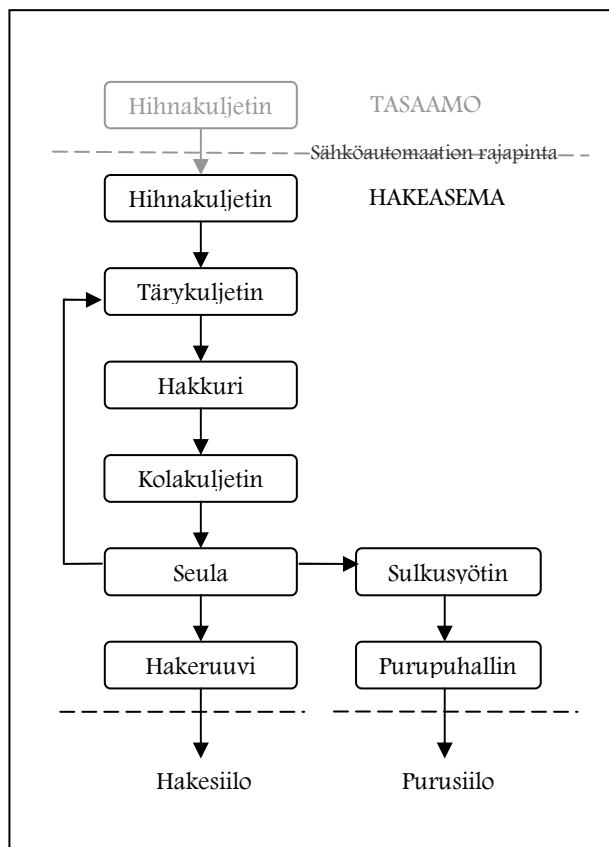 Hihnakuljetin TASAAMO
Sähköautomaation rajapinta
Hihnakuljetin HAKEASEMA
Tärykuljetin
Hakkuri
Kolakuljetin
Seula Sulkusyötin
Hakeruuvi Purupuhallin
Hakesiilo Purusiilo